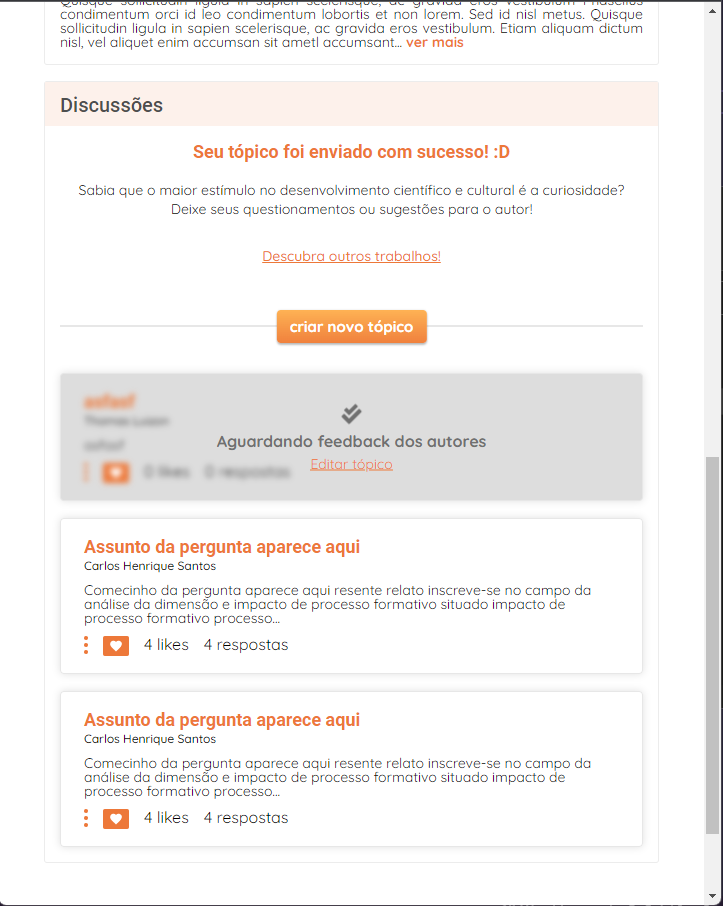 Quisque sollicitudin ligula in sapien scelerisque, ac gravida eros vestibulum Phasellus
condimentum orci id leo condimentum lobortis et non lorem. Sed id nisl metus. Quisque
sollicitudin ligula in sapien scelerisque, ac gravida eros vestibulum. Etiam aliquam dictum
nisl, vel aliquet enim accumsan sit ametl accumsant... ver mais
Discussões
Seu tópico foi enviado com sucesso! :D
Sabia que o maior estímulo no desenvolvimento científico e cultural é a curiosidade?
Deixe seus questionamentos ou sugestões para o autor!
Descubra outros trabalhos!
criar novo tópico
Aguardando feedback dos autores
Editar tópico
0 likes 0 respostas
Assunto da pergunta aparece aqui
Carlos Henrique Santos
Comecinho da pergunta aparece aqui resente relato inscreve-se no campo da
análise da dimensão e impacto de processo formativo situado impacto de
processo formativo processo...
4 likes 4 respostas
Assunto da pergunta aparece aqui
Carlos Henrique Santos
Comecinho da pergunta aparece aqui resente relato inscreve-se no campo da
análise da dimensão e impacto de processo formativo situado impacto de
processo formativo processo...
4 likes 4 respostas